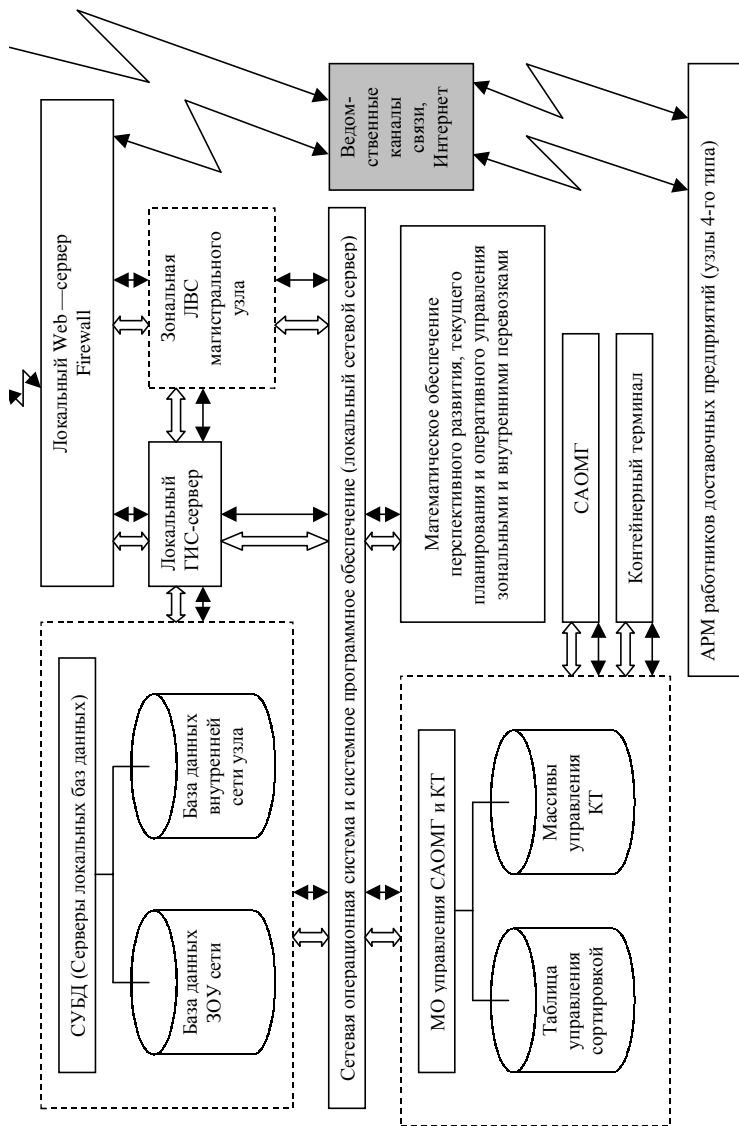 СУБД (Серверы локальных баз данных)
База данных
ЗОУ сети
База данных
внутренней
сети узла
Локальный Web —сервер
Firewall
Локальный
ГИС-сервер
Зональная
ЛВС
магистрального
узла
Сетевая операционная система и системное программное обеспечение (локальный сетевой сервер)
Ведом-
ственные
каналы
связи,
Интернет
МО управления САОМГ и КТ
Таблица
управления
сортировкой
Массивы
управления
КТ
Математическое обеспечение
перспективного развития, текущего
планирования и оперативного управления
зональными и внутренними перевозками
САОМГ
Контейнерный терминал
АРМ работников доставочных предприятий (узлы 4-го типа)